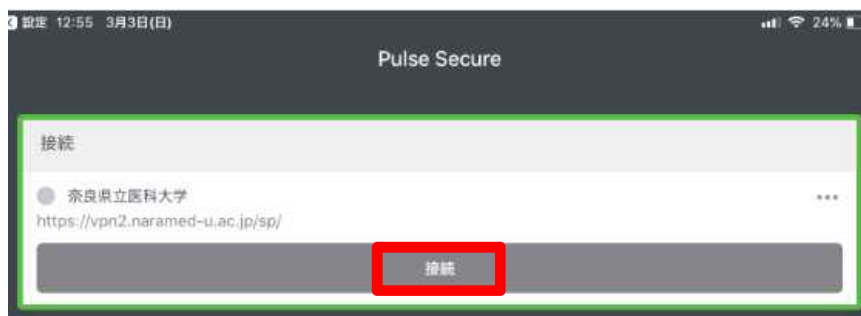 設定 12:55 3月3日(日) 24%
Pulse Secure
接続
奈良県立医科大学
https://vpn2.naramed-u.ac.jp/sp/
接続